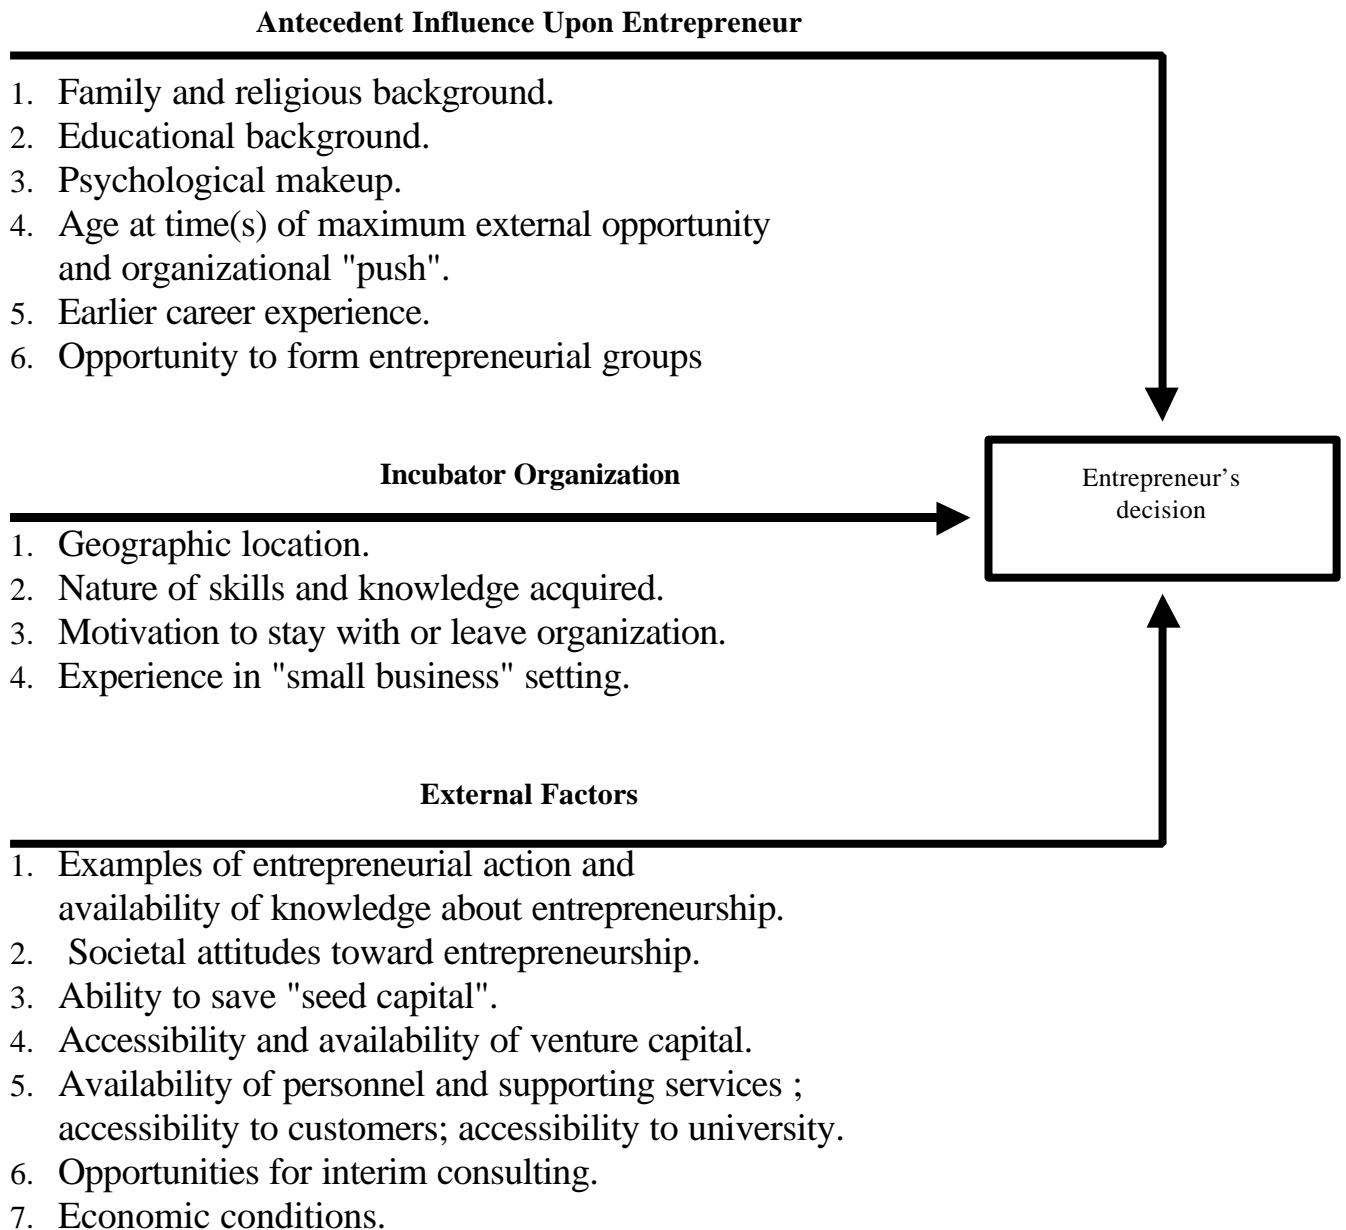 Antecedent Influence Upon Entrepreneur
1. Family and religious background.
2. Educational background.
3. Psychological makeup.
4. Age at time(s) of maximum external opportunity
and organizational "push".
5. Earlier career experience.
6. Opportunity to form entrepreneurial groups
Incubator Organization
1. Geographic location.
2. Nature of skills and knowledge acquired.
3. Motivation to stay with or leave organization.
4. Experience in "small business" setting.
Entrepreneur’s
decision
External Factors
1. Examples of entrepreneurial action and
availability of knowledge about entrepreneurship.
2. Societal attitudes toward entrepreneurship.
3. Ability to save "seed capital".
4. Accessibility and availability of venture capital.
5. Availability of personnel and supporting services ;
accessibility to customers; accessibility to university.
6. Opportunities for interim consulting.
7. Economic conditions.